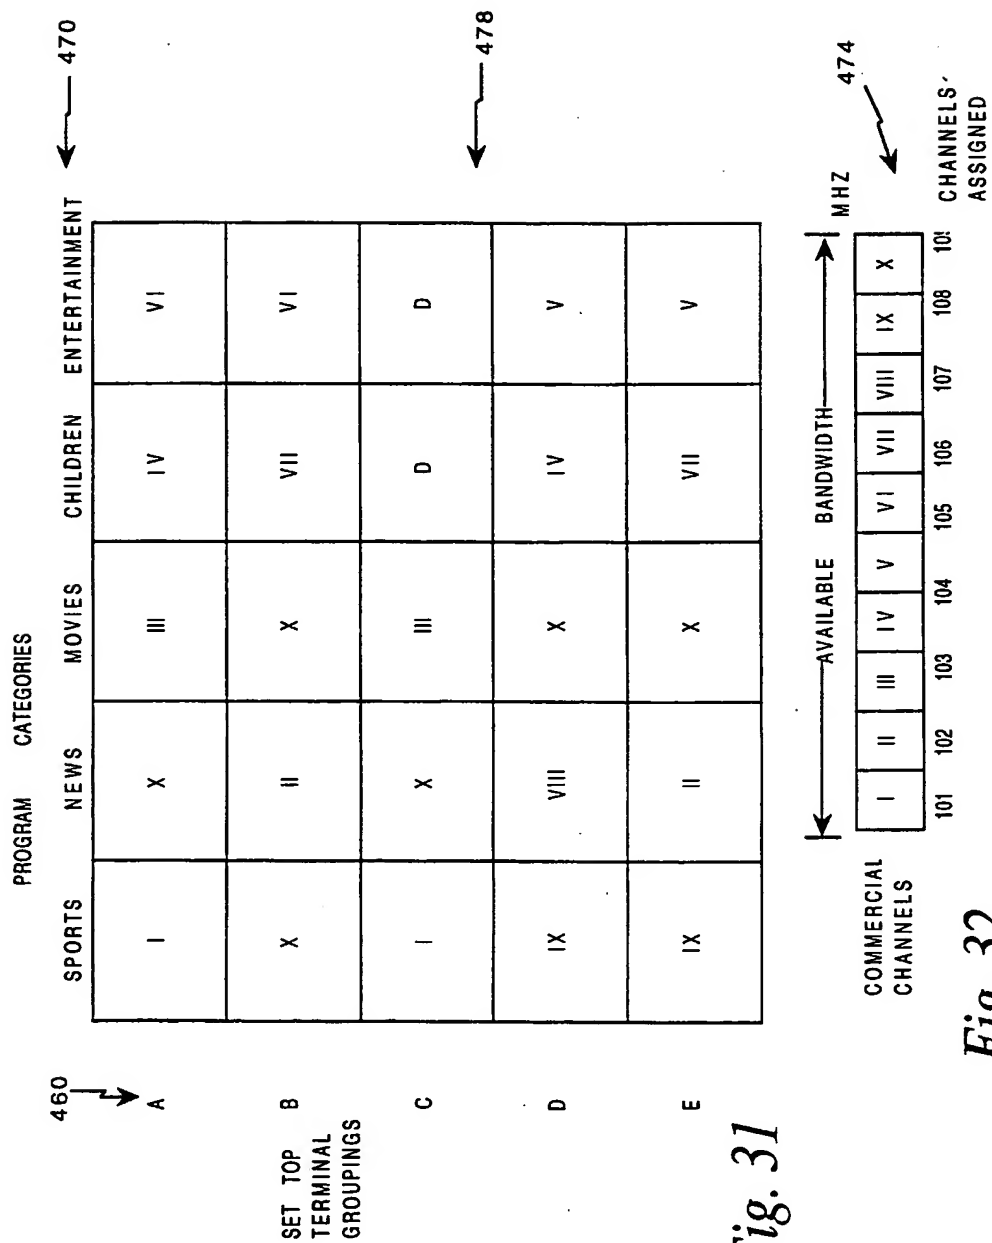 470
PROGRAM CATEGORIES
SPORTS NEWS MOVIES CHILDREN ENTERTAINMENT
460
A I X III IV VI
SET TOP
TERMINAL
GROUPINGS
B X II X VII VI
C I X III D D
478
D IX VIII X IV V
E IX II X VII V
Fig. 31
AVAILABLE BANDWIDTH
MHZ
474
COMMERCIAL
CHANNELS
I II III IV V VI VII VIII IX X
101 102 103 104 105 106 107 108
CHANNELS
ASSIGNED
Fig. 32